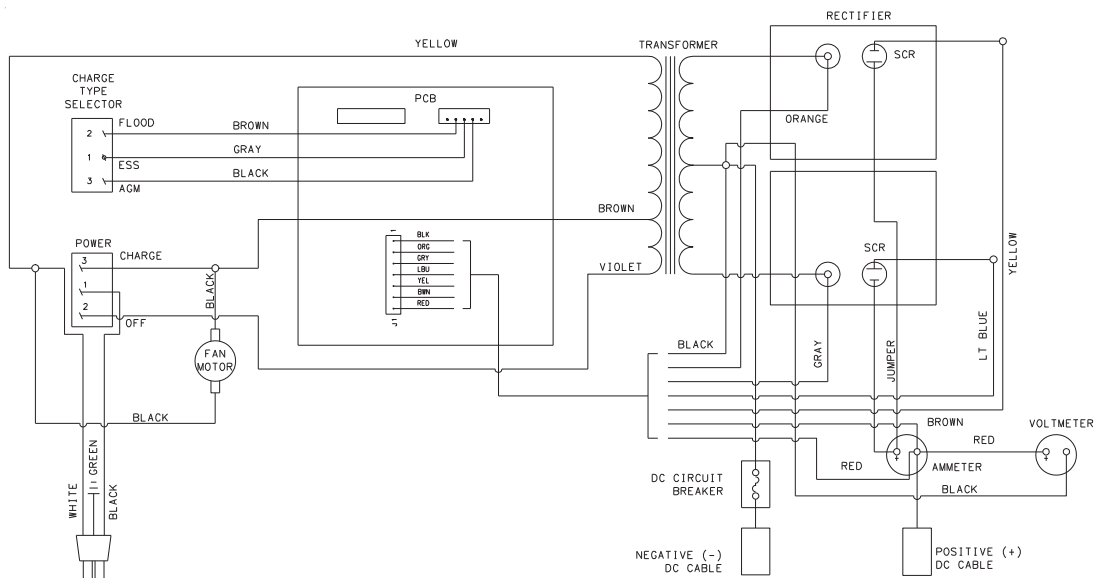 RECTIFIER
YELLOW
TRANSFORMER
SCR
CHARGE
TYPE
SELECTOR
PCB
2
FLOOD
BROWN
ORANGE
1
GRAY
ESS
3
BLACK
AGM
BROWN
POWER
3
CHARGE
1
2
OFF
BLACK
J1
BLK
ORG
GRY
LBU
YEL
BWN
RED
J1
VIOLET
SCR
YELLOW
LT BLUE
FAN
MOTOR
BLACK
GRAY
JUMPER
BLACK
BROWN
VOLTMETER
RED
RED
+
AMMETER
+
BLACK
GREEN
WHITE
BLACK
DC CIRCUIT
BREAKER
NEGATIVE (-)
DC CABLE
POSITIVE (+)
DC CABLE